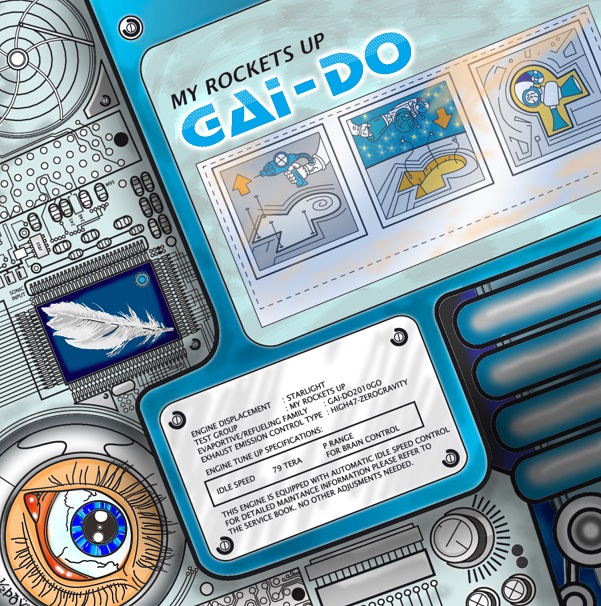 MY ROCKETS UP
GAi-DO
SONIC
INPUT
ENGINE DISPLACEMENT : STARLIGHT
TEST GROUP : MY ROCKETS UP
EVAPORTIVE/REFUELING FAMILY : GAI-DO2010GO
EXHAUST EMISSION CONTROL TYPE : HIGH47-ZEROGRAVITY
ENGINE TUNE UP SPECIFICATIONS:
IDLE SPEED 79 TERA P RANGE
FOR BRAIN CONTROL
THIS ENGINE IS EQUIPPED WITH AUTOMATIC IDLE SPEED CONTROL
FOR DETAILED MAINTANCE INFORMATION PLEASE REFER TO
THE SERVICE BOOK. NO OTHER ADJUSMENTS NEEDED.